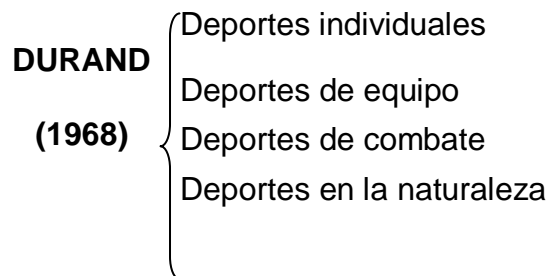 DURAND
(1968)
Deportes individuales
Deportes de equipo
Deportes de combate
Deportes en la naturaleza